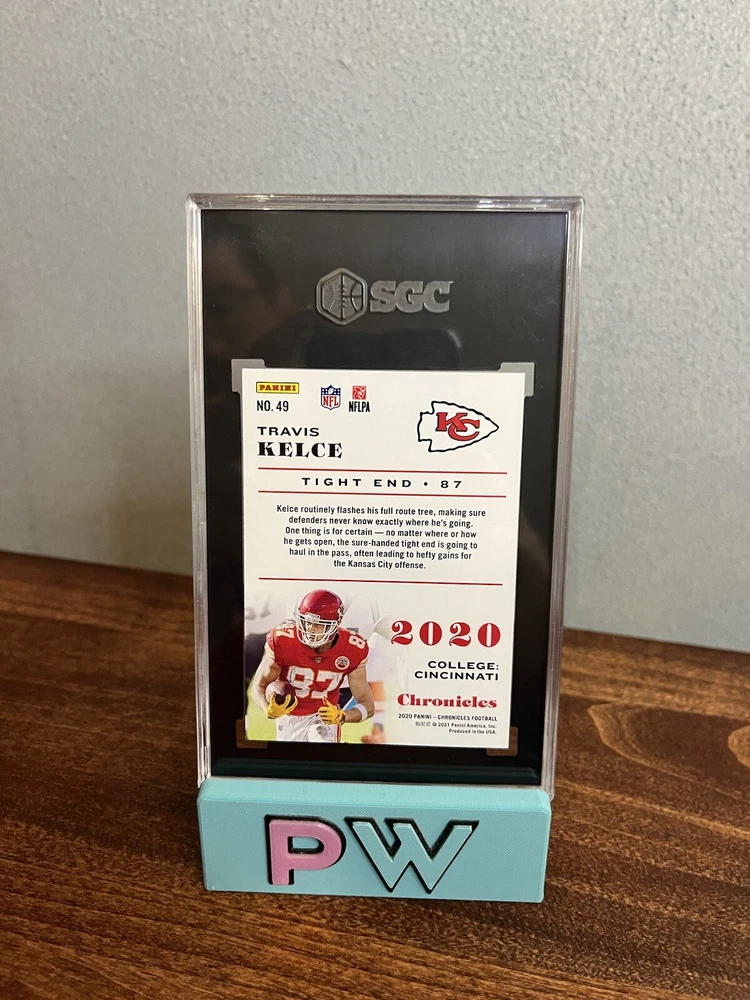 SGC
PANINI
NO. 49
NFL
NFLPA
KC
TRAVIS
KELCE
TIGHT END • 87
Kelce routinely flashes his full route tree, making sure
defenders never know exactly where he's going.
One thing is for certain — no matter where or how
he gets open, the sure-handed tight end is going to
haul in the pass, often leading to hefty gains for
the Kansas City offense.
87
87
2020
COLLEGE:
CINCINNATI
Chronicles
2020 PANINI – CHRONICLES FOOTBALL
© 2021 Panini America, Inc.
Produced in the USA.
PW